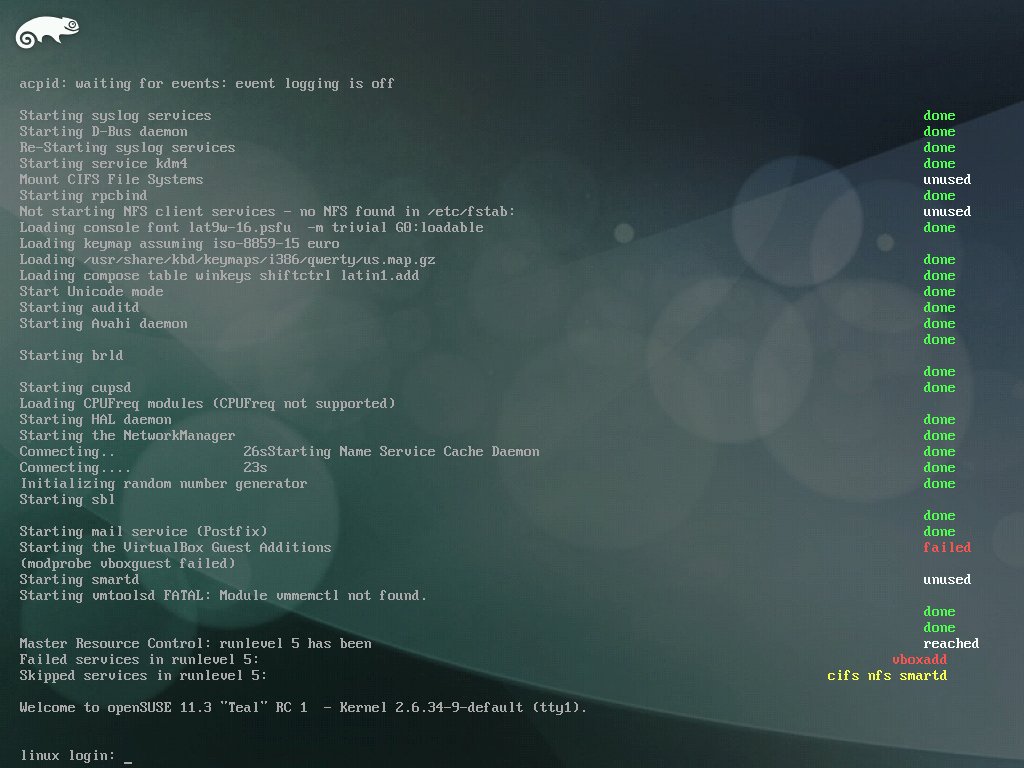 acpid: waiting for events: event logging is off
Starting syslog services done
Starting D-Bus daemon done
Re-Starting syslog services done
Starting service kdm4 done
Mount CIFS File Systems unused
Starting rpcbind done
Not starting NFS client services - no NFS found in /etc/fstab: unused
Loading console font lat9w-16.psfu  -m trivial G0:loadable done
Loading keymap assuming iso-8859-15 euro
Loading /usr/share/kbd/keymaps/i386/qwerty/us.map.gz done
Loading compose table winkeys shiftctrl latin1.add done
Start Unicode mode done
Starting auditd done
Starting Avahi daemon done
done
Starting brld
done
Starting cupsd done
Loading CPUFreq modules (CPUFreq not supported)
Starting HAL daemon done
Starting the NetworkManager done
Connecting.. 26sStarting Name Service Cache Daemon done
Connecting.... 23s done
Initializing random number generator done
Starting sbl
done
Starting mail service (Postfix) done
Starting the VirtualBox Guest Additions failed
(modprobe vboxguest failed)
Starting smartd unused
Starting vmtoolsd FATAL: Module vmmemctl not found.
done
done
Master Resource Control: runlevel 5 has been reached
Failed services in runlevel 5: vboxadd
Skipped services in runlevel 5: cifs nfs smartd
Welcome to openSUSE 11.3 "Teal" RC 1  - Kernel 2.6.34-9-default (tty1).
linux login: _